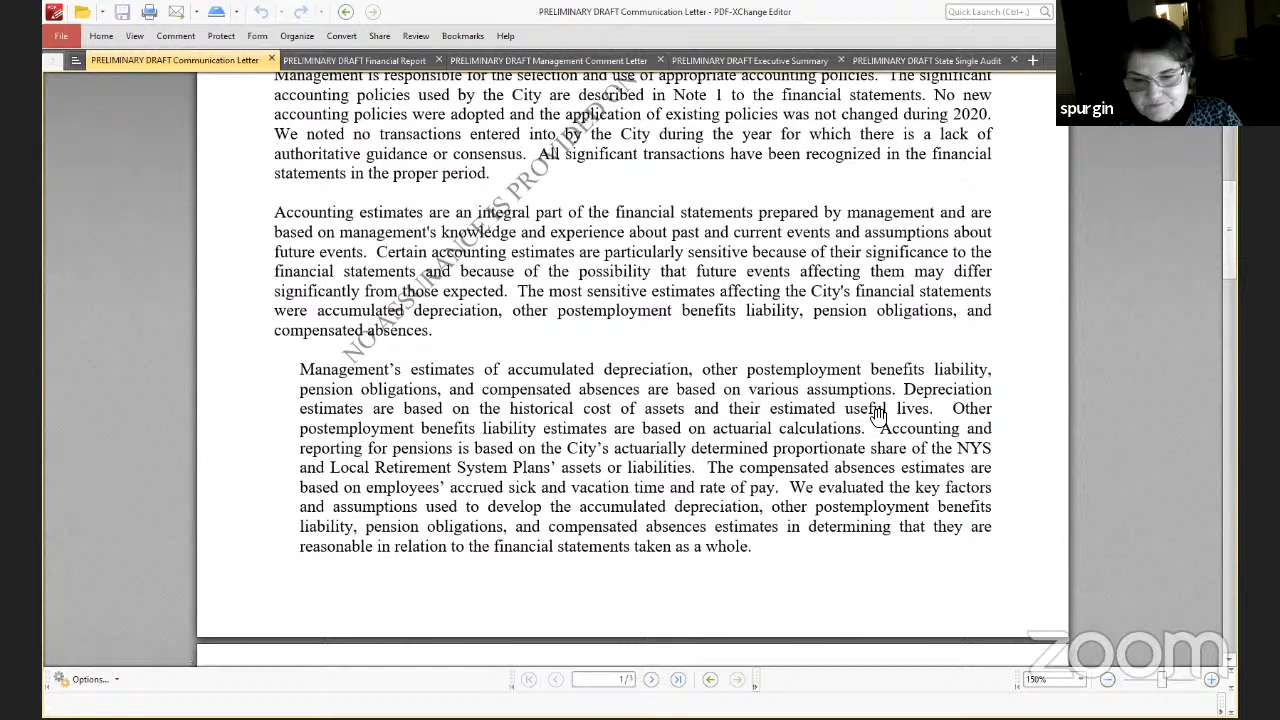 PRELIMINARY DRAFT Communication Letter - PDF-XChange Editor
Quick Launch (Ctrl+.)
File Home View Comment Protect Form Organize Convert Share Review Bookmarks Help
PRELIMINARY DRAFT Communication Letter × PRELIMINARY DRAFT Financial Report × PRELIMINARY DRAFT Management Comment Letter × PRELIMINARY DRAFT Executive Summary × PRELIMINARY DRAFT State Single Audit ×
spurgin
Management is responsible for the selection and use of appropriate accounting policies. The significant
accounting policies used by the City are described in Note 1 to the financial statements. No new
accounting policies were adopted and the application of existing policies was not changed during 2020.
We noted no transactions entered into by the City during the year for which there is a lack of
authoritative guidance or consensus. All significant transactions have been recognized in the financial
statements in the proper period.
Accounting estimates are an integral part of the financial statements prepared by management and are
based on management's knowledge and experience about past and current events and assumptions about
future events. Certain accounting estimates are particularly sensitive because of their significance to the
financial statements and because of the possibility that future events affecting them may differ
significantly from those expected. The most sensitive estimates affecting the City's financial statements
were accumulated depreciation, other postemployment benefits liability, pension obligations, and
compensated absences.
NO ASSURANCE IS PROVIDED ON
Management’s estimates of accumulated depreciation, other postemployment benefits liability,
pension obligations, and compensated absences are based on various assumptions. Depreciation
estimates are based on the historical cost of assets and their estimated useful lives. Other
postemployment benefits liability estimates are based on actuarial calculations. Accounting and
reporting for pensions is based on the City’s actuarially determined proportionate share of the NYS
and Local Retirement System Plans’ assets or liabilities. The compensated absences estimates are
based on employees’ accrued sick and vacation time and rate of pay. We evaluated the key factors
and assumptions used to develop the accumulated depreciation, other postemployment benefits
liability, pension obligations, and compensated absences estimates in determining that they are
reasonable in relation to the financial statements taken as a whole.
zoom
Options... 1/3 150%